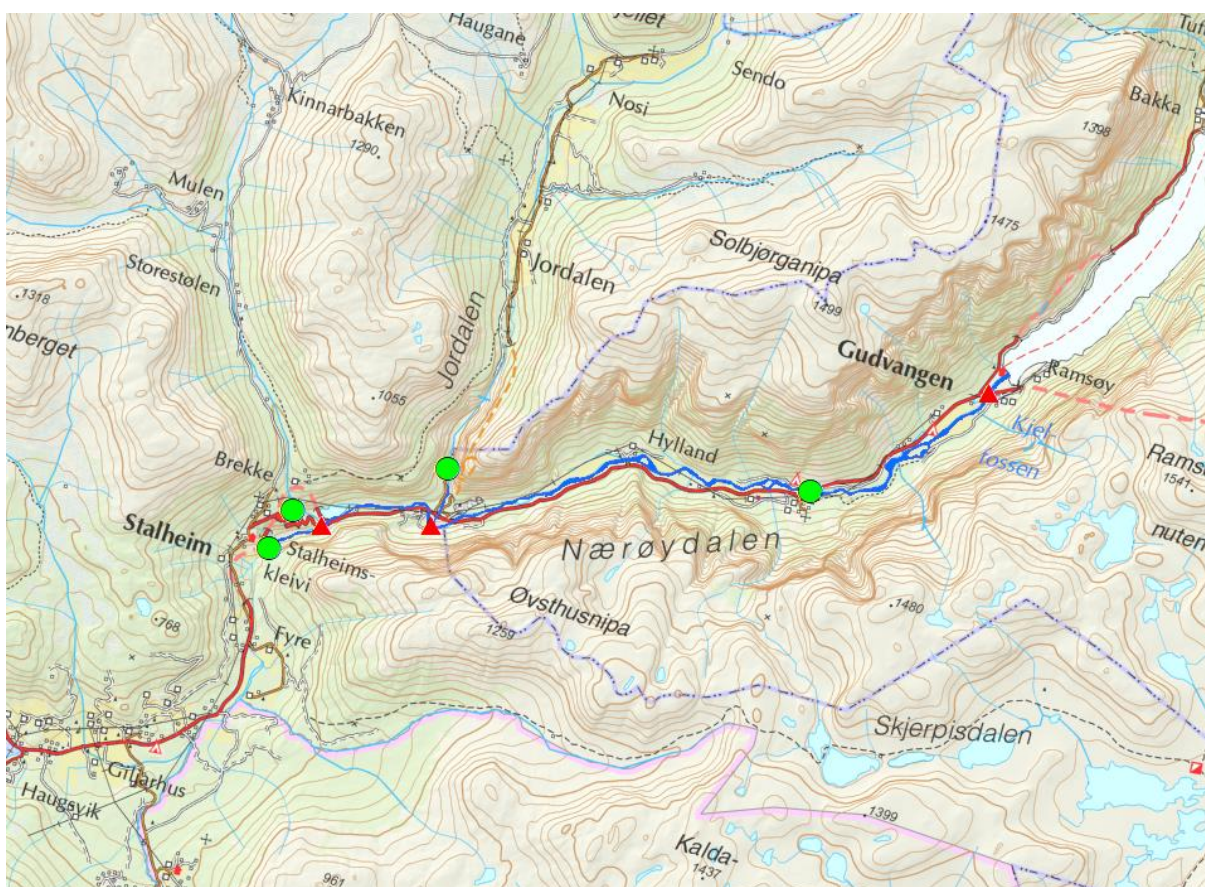 Haugane
Sendo
Kinnarbakken
Nosi
Bakka
1398
1290
Mulen
1475
Solbjørganipa
Storestølen
Jordalen
1318
1499
nberget
Jordalen
Gudvangen
Ramsøy
1055
Hylland
Kjel-
fossen
Brekke
1541
Stalheim
Stalheims-
kleivi
Nærøydalen
nuten
Øvsthusnipa
1480
768
Fyre
1259
Skjerpisdalen
Giljarhus
Haugsvik
1399
Kalda-
1437
961